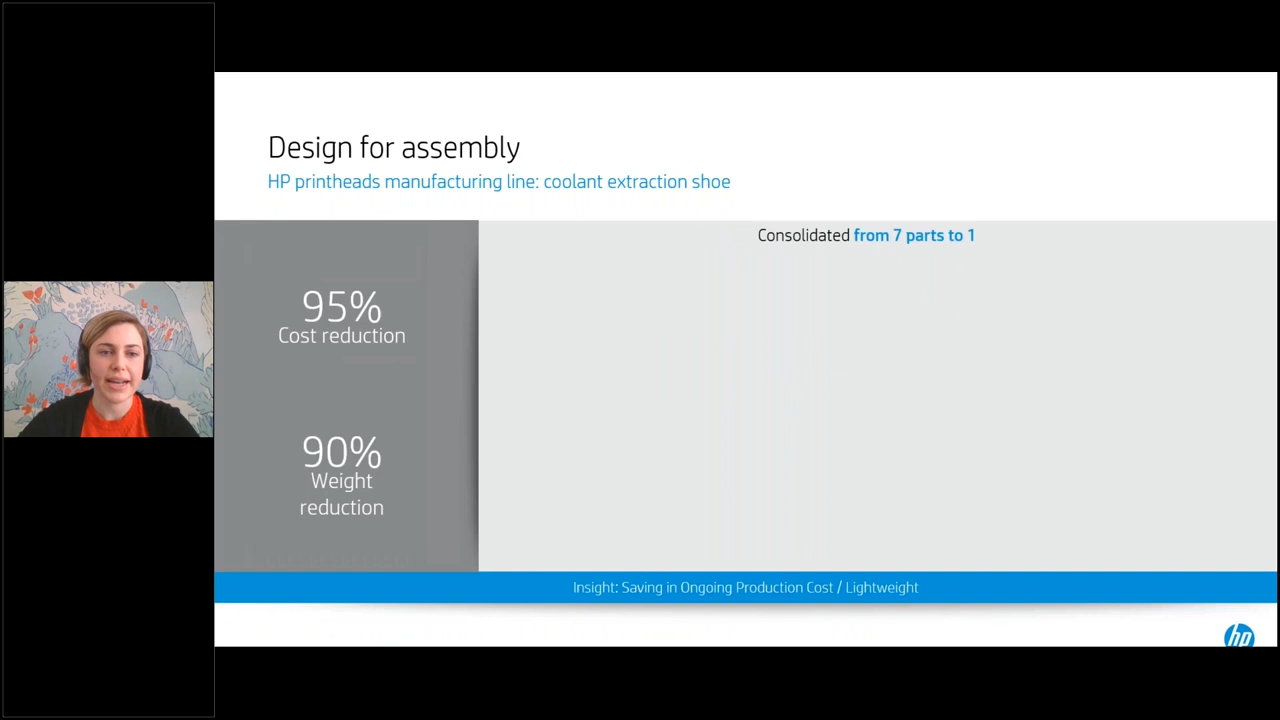 Design for assembly
HP printheads manufacturing line: coolant extraction shoe
Consolidated from 7 parts to 1
95%
Cost reduction
90%
Weight
reduction
Insight: Saving in Ongoing Production Cost / Lightweight
hp